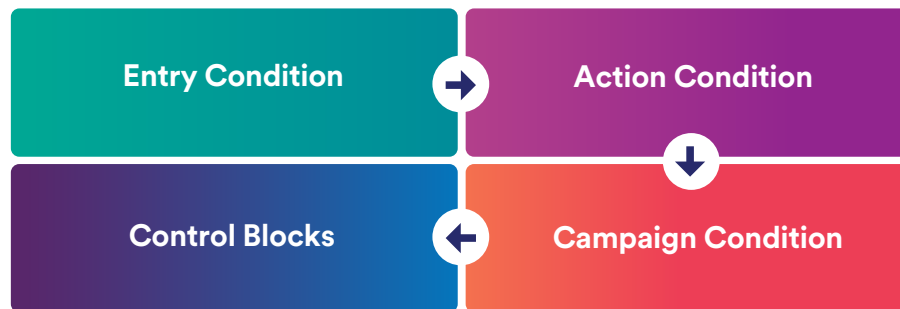 Entry Condition
Action Condition
Control Blocks
Campaign Condition